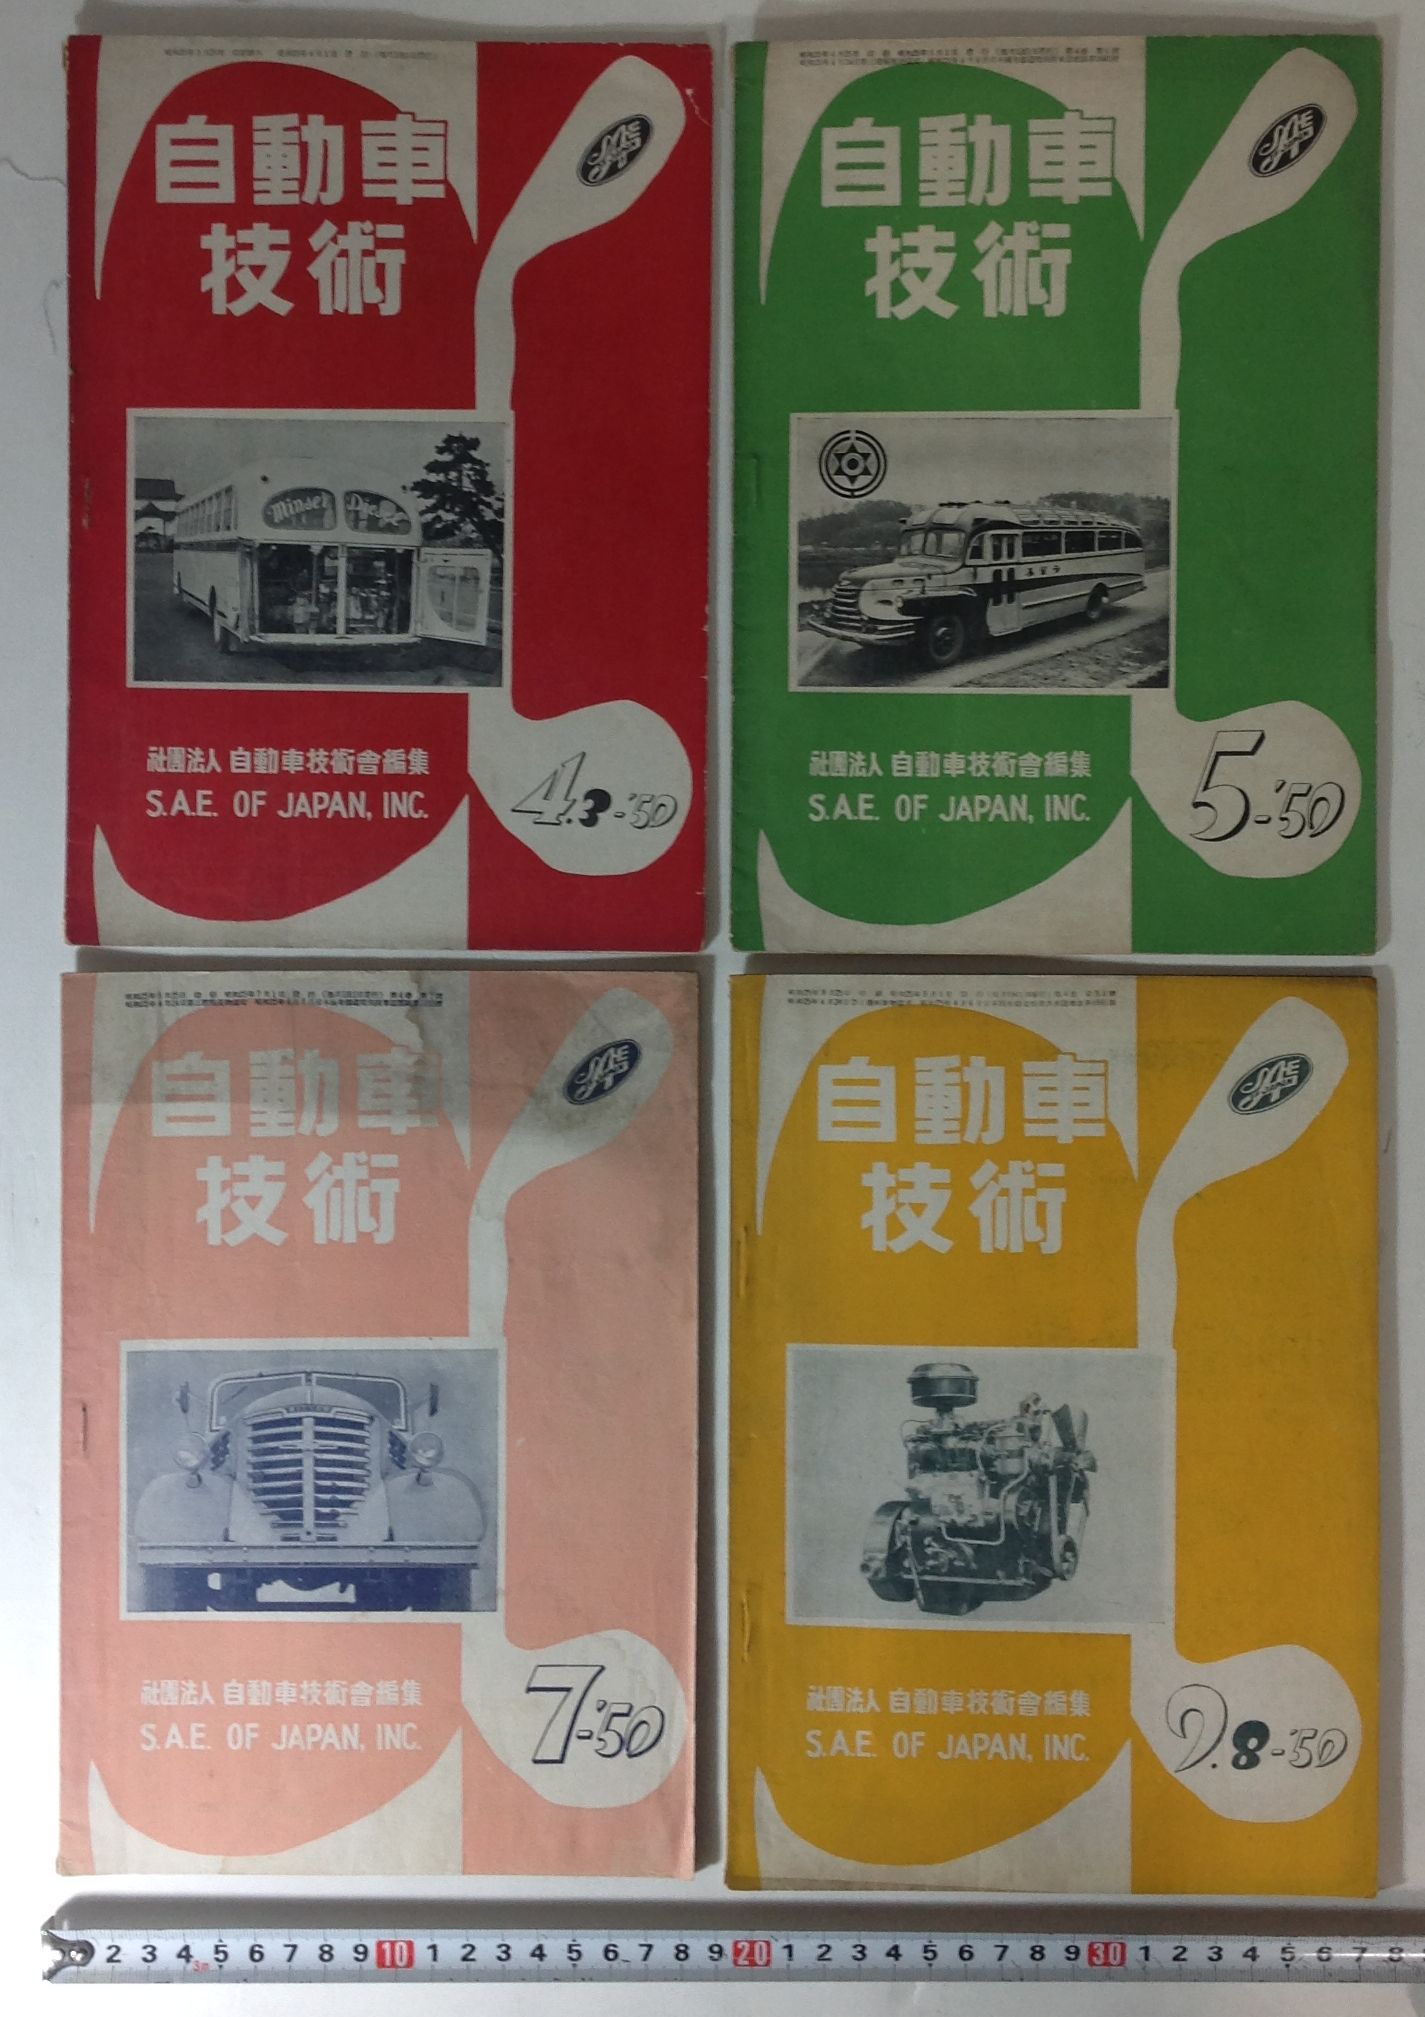 自動車
技術
Minsei Diesel
社團法人 自動車技術會編集
S.A.E. OF JAPAN, INC.
4.3-'50
自動車
技術
社團法人 自動車技術會編集
S.A.E. OF JAPAN, INC.
5-'50
自動車
技術
社團法人 自動車技術會編集
S.A.E. OF JAPAN, INC.
7-'50
自動車
技術
社團法人 自動車技術會編集
S.A.E. OF JAPAN, INC.
9.8-'50
2 3 4 5 6 7 8 9 10 1 2 3 4 5 6 7 8 9 20 1 2 3 4 5 6 7 8 9 30 1 2 3 4 5 6 7 8
3m